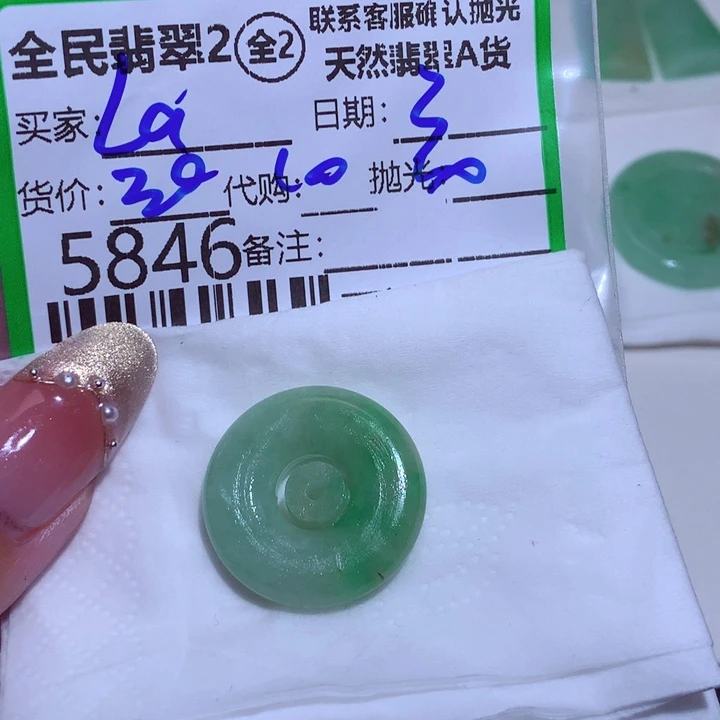 全民翡翠2 全2 联系客服确认抛光
天然翡翠A货
买家: 日期: 3
货价: 代购: 抛光:
5846 备注: